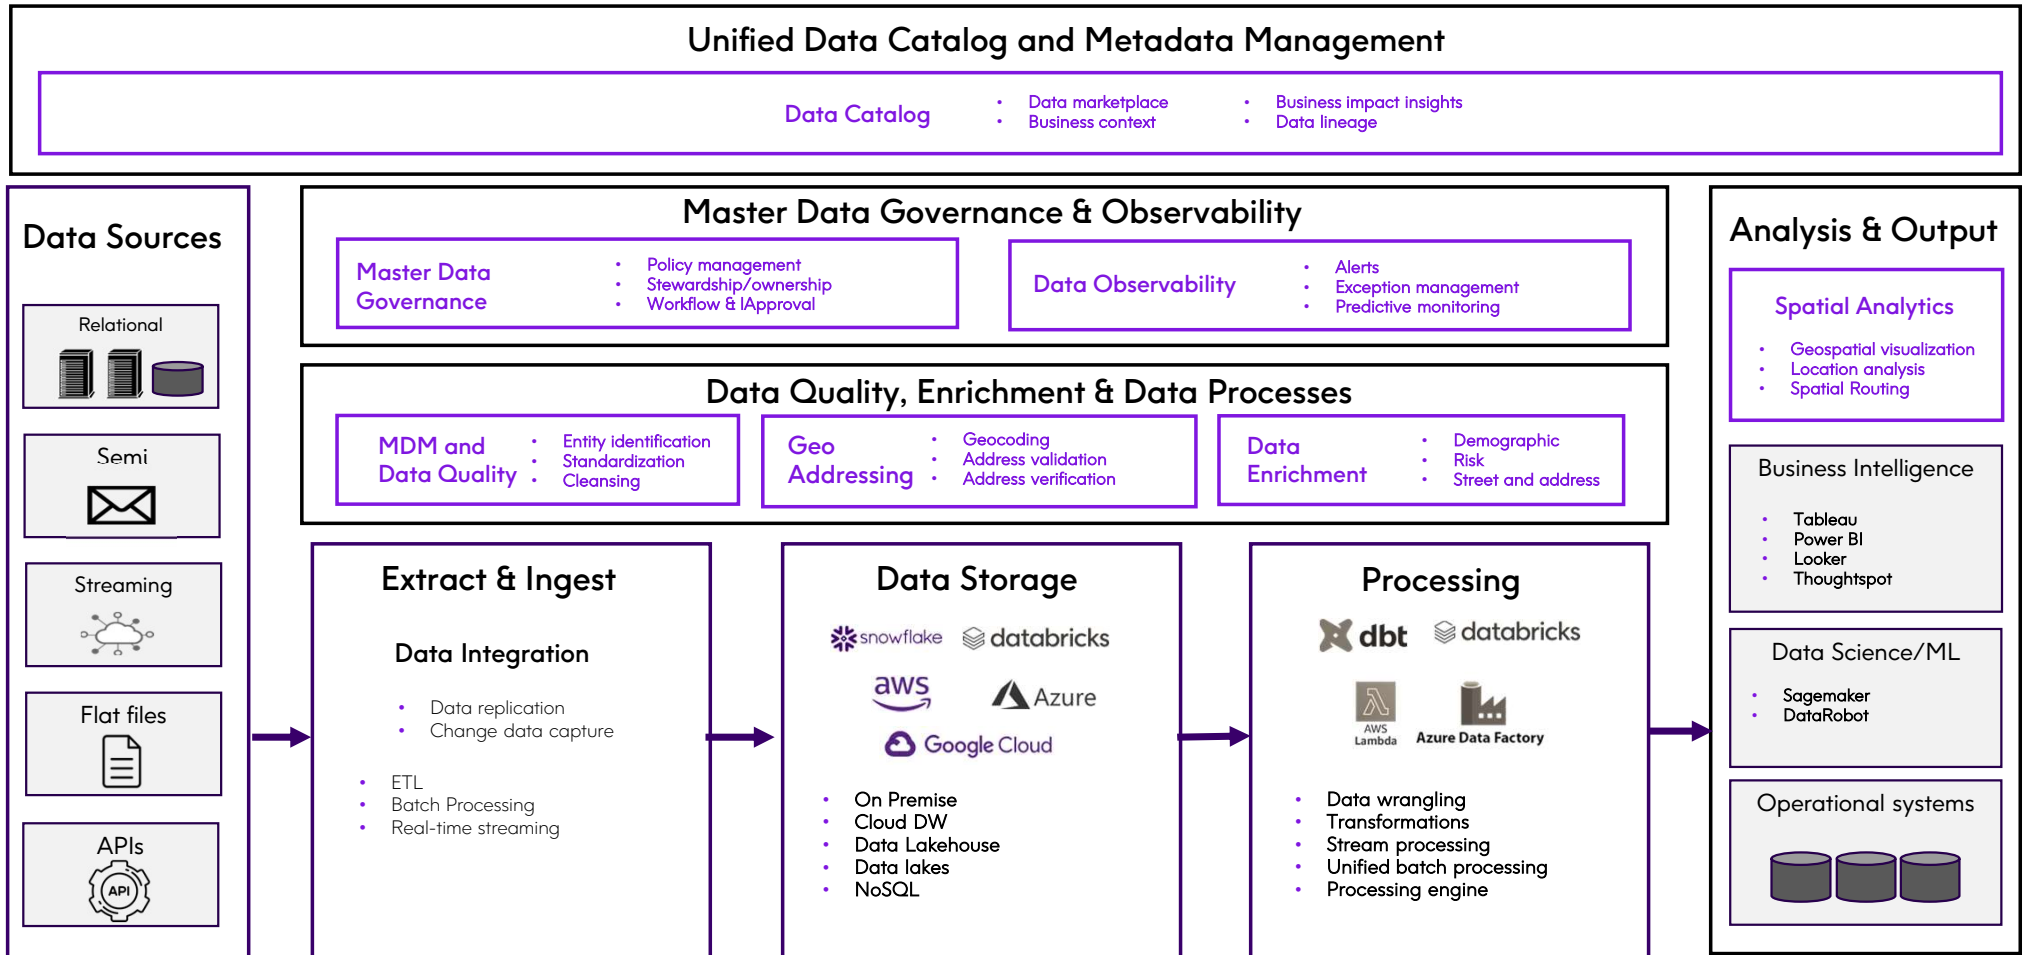 Unified Data Catalog and Metadata Management
Data Catalog
• Data marketplace
• Business context
• Business impact insights
• Data lineage
Data Sources
Relational
Semi
Streaming
Flat files
APIs
API
Master Data Governance & Observability
Master Data
Governance
• Policy management
• Stewardship/ownership
• Workflow & IApproval
Data Observability
• Alerts
• Exception management
• Predictive monitoring
Data Quality, Enrichment & Data Processes
MDM and
Data Quality
• Entity identification
• Standardization
• Cleansing
Geo
Addressing
• Geocoding
• Address validation
• Address verification
Data
Enrichment
• Demographic
• Risk
• Street and address
Extract & Ingest
Data Integration
• Data replication
• Change data capture
• ETL
• Batch Processing
• Real-time streaming
Data Storage
snowflake
databricks
aws
Azure
Google Cloud
• On Premise
• Cloud DW
• Data Lakehouse
• Data lakes
• NoSQL
Processing
dbt
databricks
AWS
Lambda
Azure Data Factory
• Data wrangling
• Transformations
• Stream processing
• Unified batch processing
• Processing engine
Analysis & Output
Spatial Analytics
• Geospatial visualization
• Location analysis
• Spatial Routing
Business Intelligence
• Tableau
• Power BI
• Looker
• Thoughtspot
Data Science/ML
• Sagemaker
• DataRobot
Operational systems